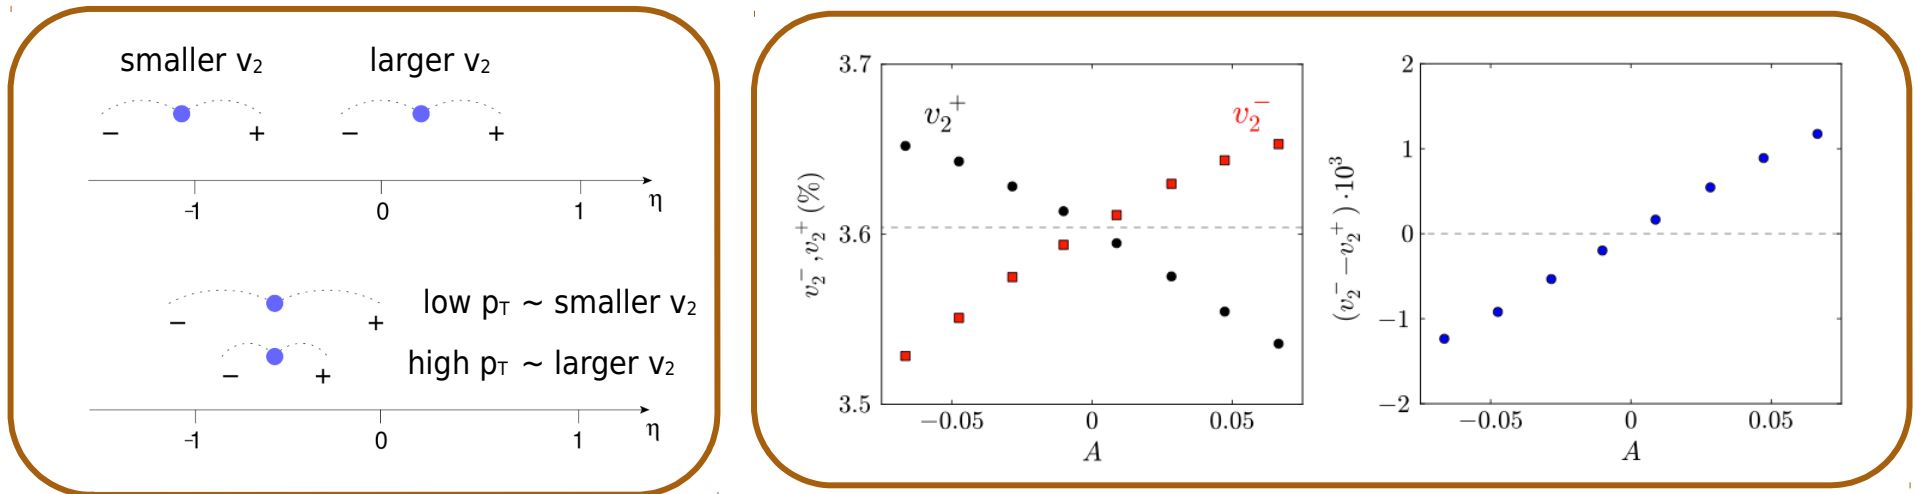 smaller v₂ larger v₂
− + − +
-1 0 1 η
low p_T ~ smaller v₂
− +
high p_T ~ larger v₂
− +
-1 0 1 η
3.7
v₂⁺ v₂⁻
v₂⁻, v₂⁺ (%)
3.6
3.5
−0.05 0 0.05
A
2
1
(v₂⁻ − v₂⁺) · 10³
0
−1
−2
−0.05 0 0.05
A